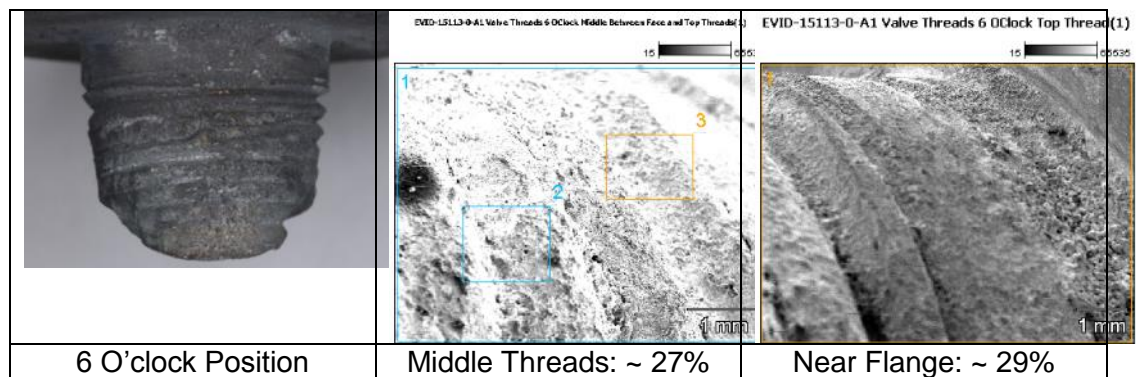 EVID-15113-0-A1 Valve Threads 6 OClock Middle Between Face and Top Threads(1)
15 6553
1
2
3
1 mm
EVID-15113-0-A1 Valve Threads 6 OClock Top Thread(1)
15 65535
1
1 mm
6 O’clock Position
Middle Threads: ~ 27%
Near Flange: ~ 29%